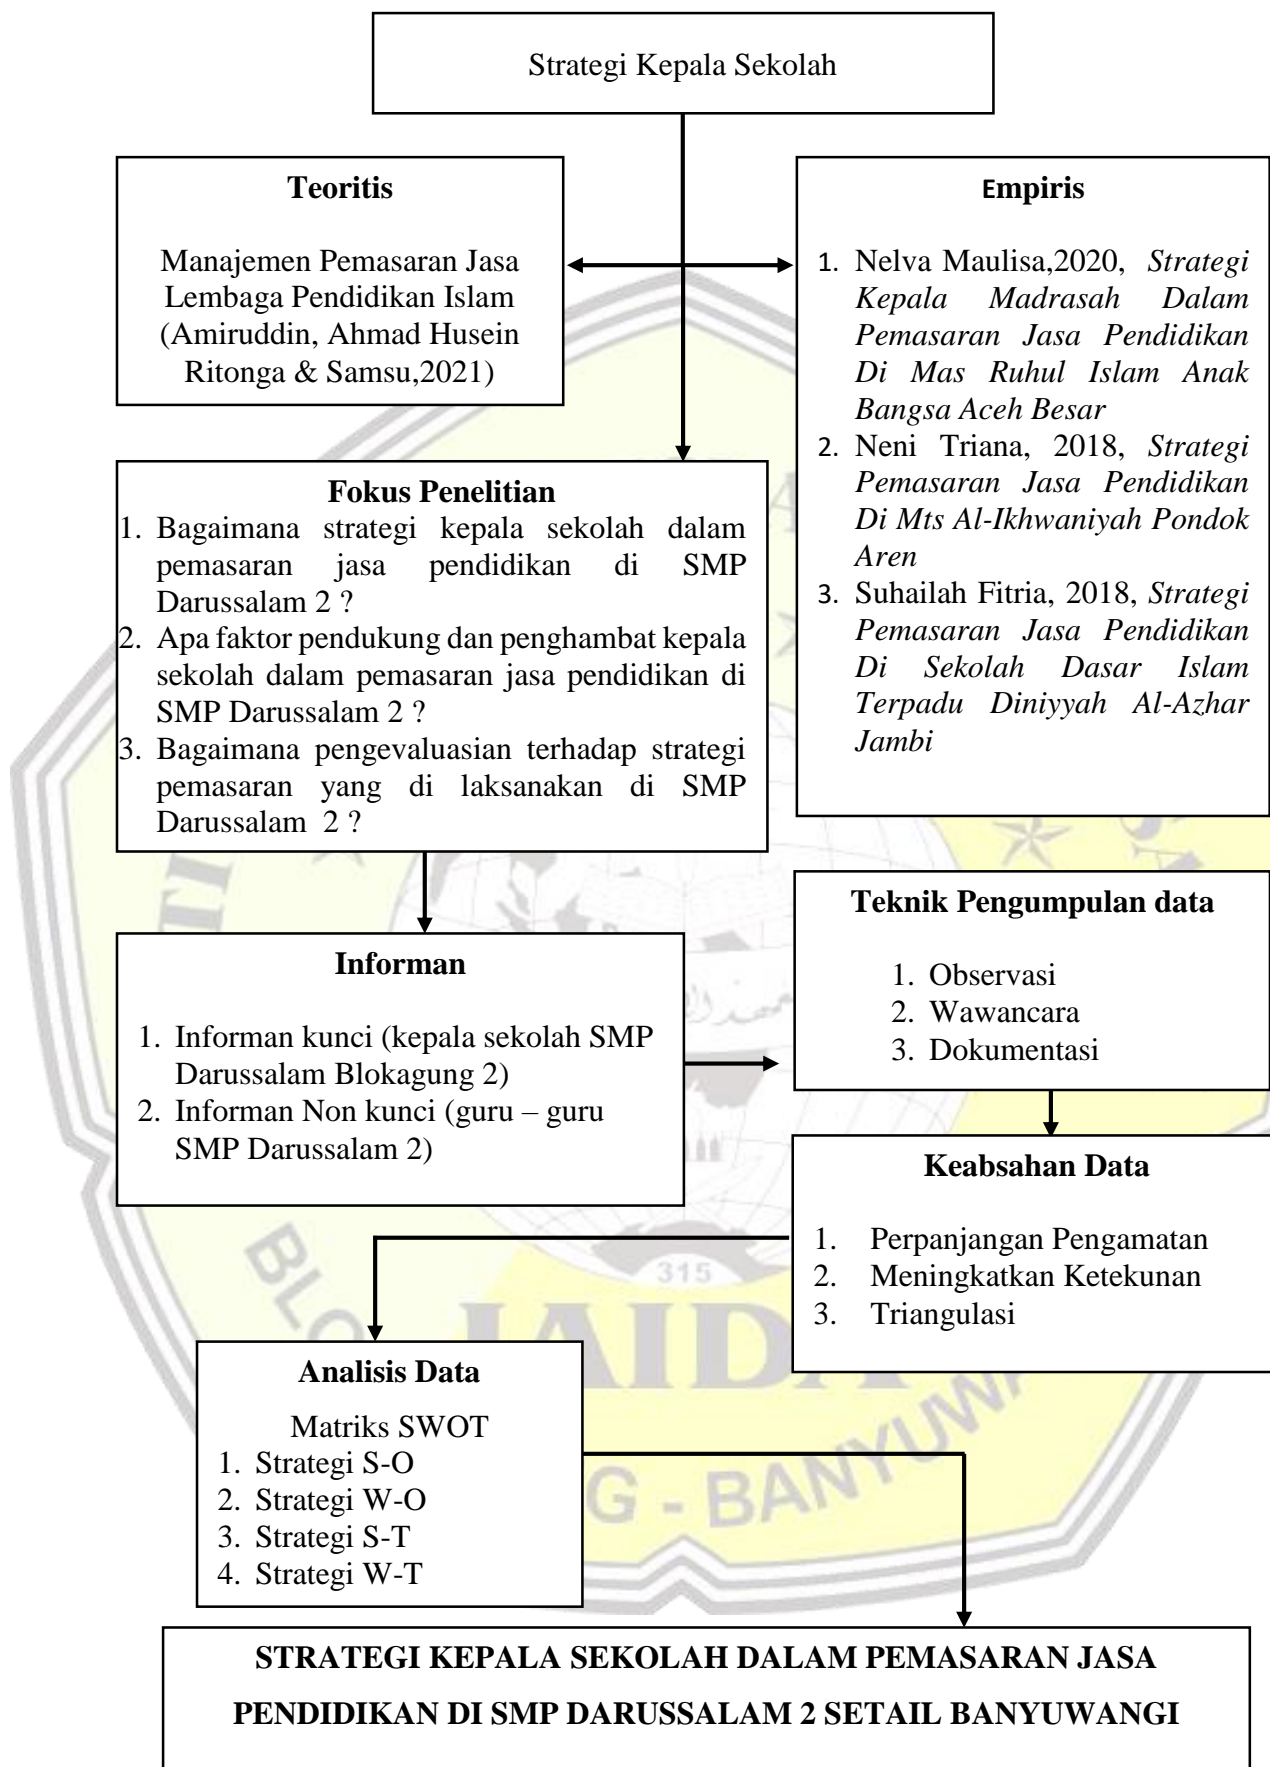 Strategi Kepala Sekolah
Teoritis
Manajemen Pemasaran Jasa
Lembaga Pendidikan Islam
(Amiruddin, Ahmad Husein
Ritonga & Samsu,2021)
Empiris
1. Nelva Maulisa,2020, Strategi
Kepala Madrasah Dalam
Pemasaran Jasa Pendidikan
Di Mas Ruhul Islam Anak
Bangsa Aceh Besar
2. Neni Triana, 2018, Strategi
Pemasaran Jasa Pendidikan
Di Mts Al-Ikhwaniyah Pondok
Aren
3. Suhailah Fitria, 2018, Strategi
Pemasaran Jasa Pendidikan
Di Sekolah Dasar Islam
Terpadu Diniyyah Al-Azhar
Jambi
Fokus Penelitian
1. Bagaimana strategi kepala sekolah dalam
pemasaran jasa pendidikan di SMP
Darussalam 2 ?
2. Apa faktor pendukung dan penghambat kepala
sekolah dalam pemasaran jasa pendidikan di
SMP Darussalam 2 ?
3. Bagaimana pengevaluasian terhadap strategi
pemasaran yang di laksanakan di SMP
Darussalam 2 ?
Informan
1. Informan kunci (kepala sekolah SMP
Darussalam Blokagung 2)
2. Informan Non kunci (guru – guru
SMP Darussalam 2)
Teknik Pengumpulan data
1. Observasi
2. Wawancara
3. Dokumentasi
Keabsahan Data
1. Perpanjangan Pengamatan
2. Meningkatkan Ketekunan
3. Triangulasi
Analisis Data
Matriks SWOT
1. Strategi S-O
2. Strategi W-O
3. Strategi S-T
4. Strategi W-T
STRATEGI KEPALA SEKOLAH DALAM PEMASARAN JASA
PENDIDIKAN DI SMP DARUSSALAM 2 SETAIL BANYUWANGI
315